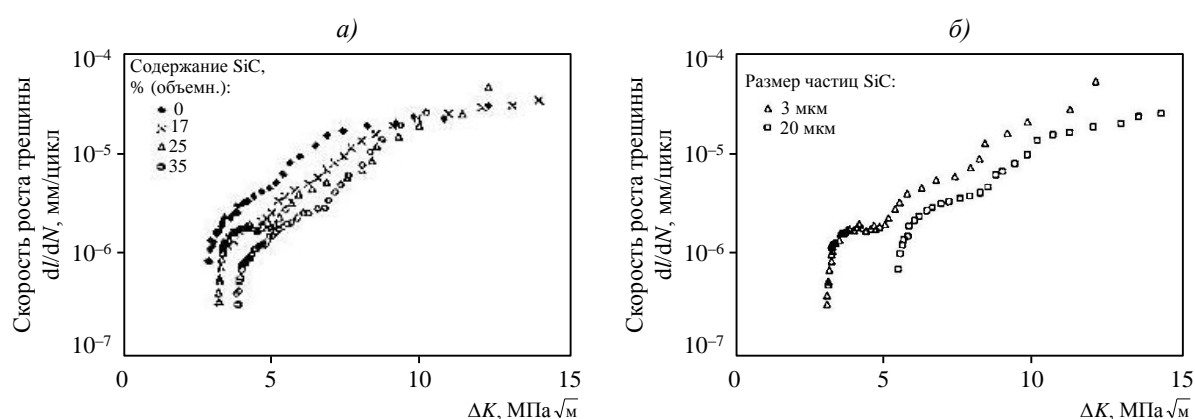 а)
Скорость роста трещины
dl/dN, мм/цикл
10–4
10–5
10–6
10–7
Содержание SiC,
% (объемн.):
0
17
25
35
0
5
10
15
ΔK, МПа√м
б)
Скорость роста трещины
dl/dN, мм/цикл
10–4
10–5
10–6
10–7
Размер частиц SiC:
3 мкм
20 мкм
0
5
10
15
ΔK, МПа√м